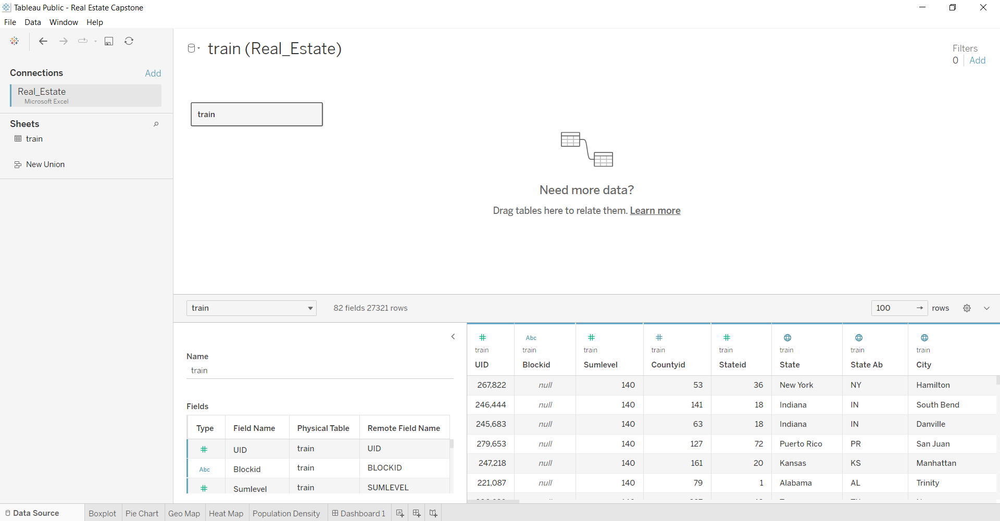 Tableau Public - Real Estate Capstone
File Data Window Help
Connections Add
Real_Estate
Microsoft Excel
Sheets
train
New Union
train (Real_Estate)
Filters
0 Add
train
Need more data?
Drag tables here to relate them. Learn more
train 82 fields 27321 rows 100 rows
Name
train
Fields
Type Field Name Physical Table Remote Field Name
UID train UID
Abc Blockid train BLOCKID
Sumlevel train SUMLEVEL
Abc
train train train train train train train train
UID Blockid Sumlevel Countyid Stateid State State Ab City
267,822 null 140 53 36 New York NY Hamilton
246,444 null 140 141 18 Indiana IN South Bend
245,683 null 140 63 18 Indiana IN Danville
279,653 null 140 127 72 Puerto Rico PR San Juan
247,218 null 140 161 20 Kansas KS Manhattan
221,087 null 140 79 1 Alabama AL Trinity
Data Source Boxplot Pie Chart Geo Map Heat Map Population Density Dashboard 1